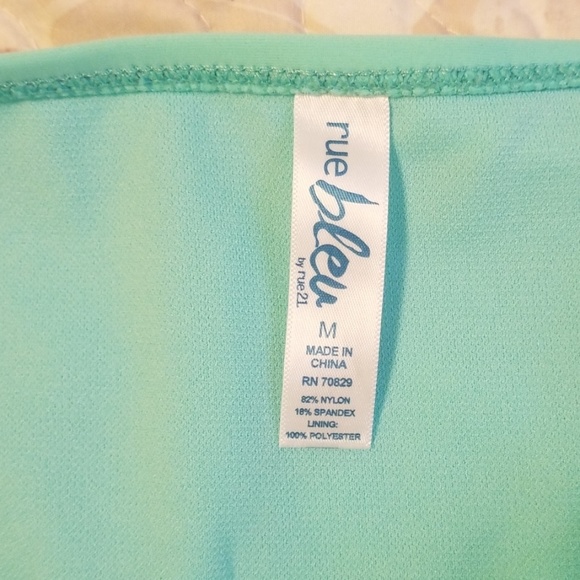 rue bleu
by rue21.
M
MADE IN
CHINA
RN 70829
82% NYLON
18% SPANDEX
LINING:
100% POLYESTER